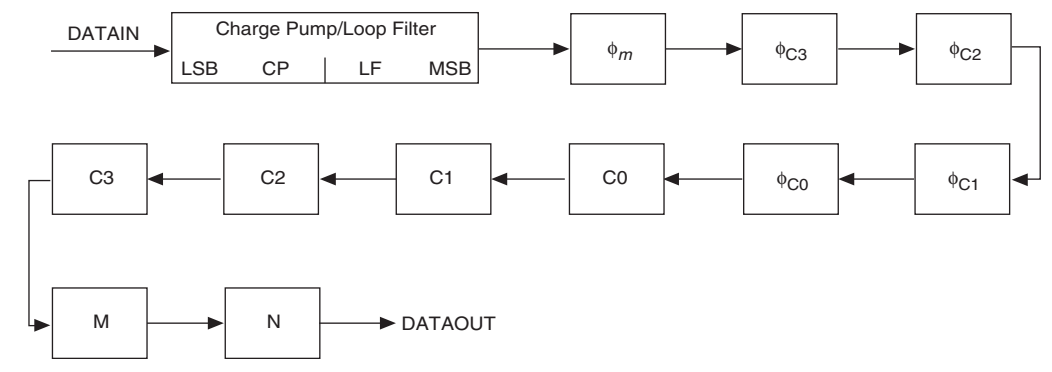 DATAIN
Charge Pump/Loop Filter
LSB CP | LF MSB
ϕm
ϕC3
ϕC2
C3
C2
C1
C0
ϕC0
ϕC1
M
N
DATAOUT